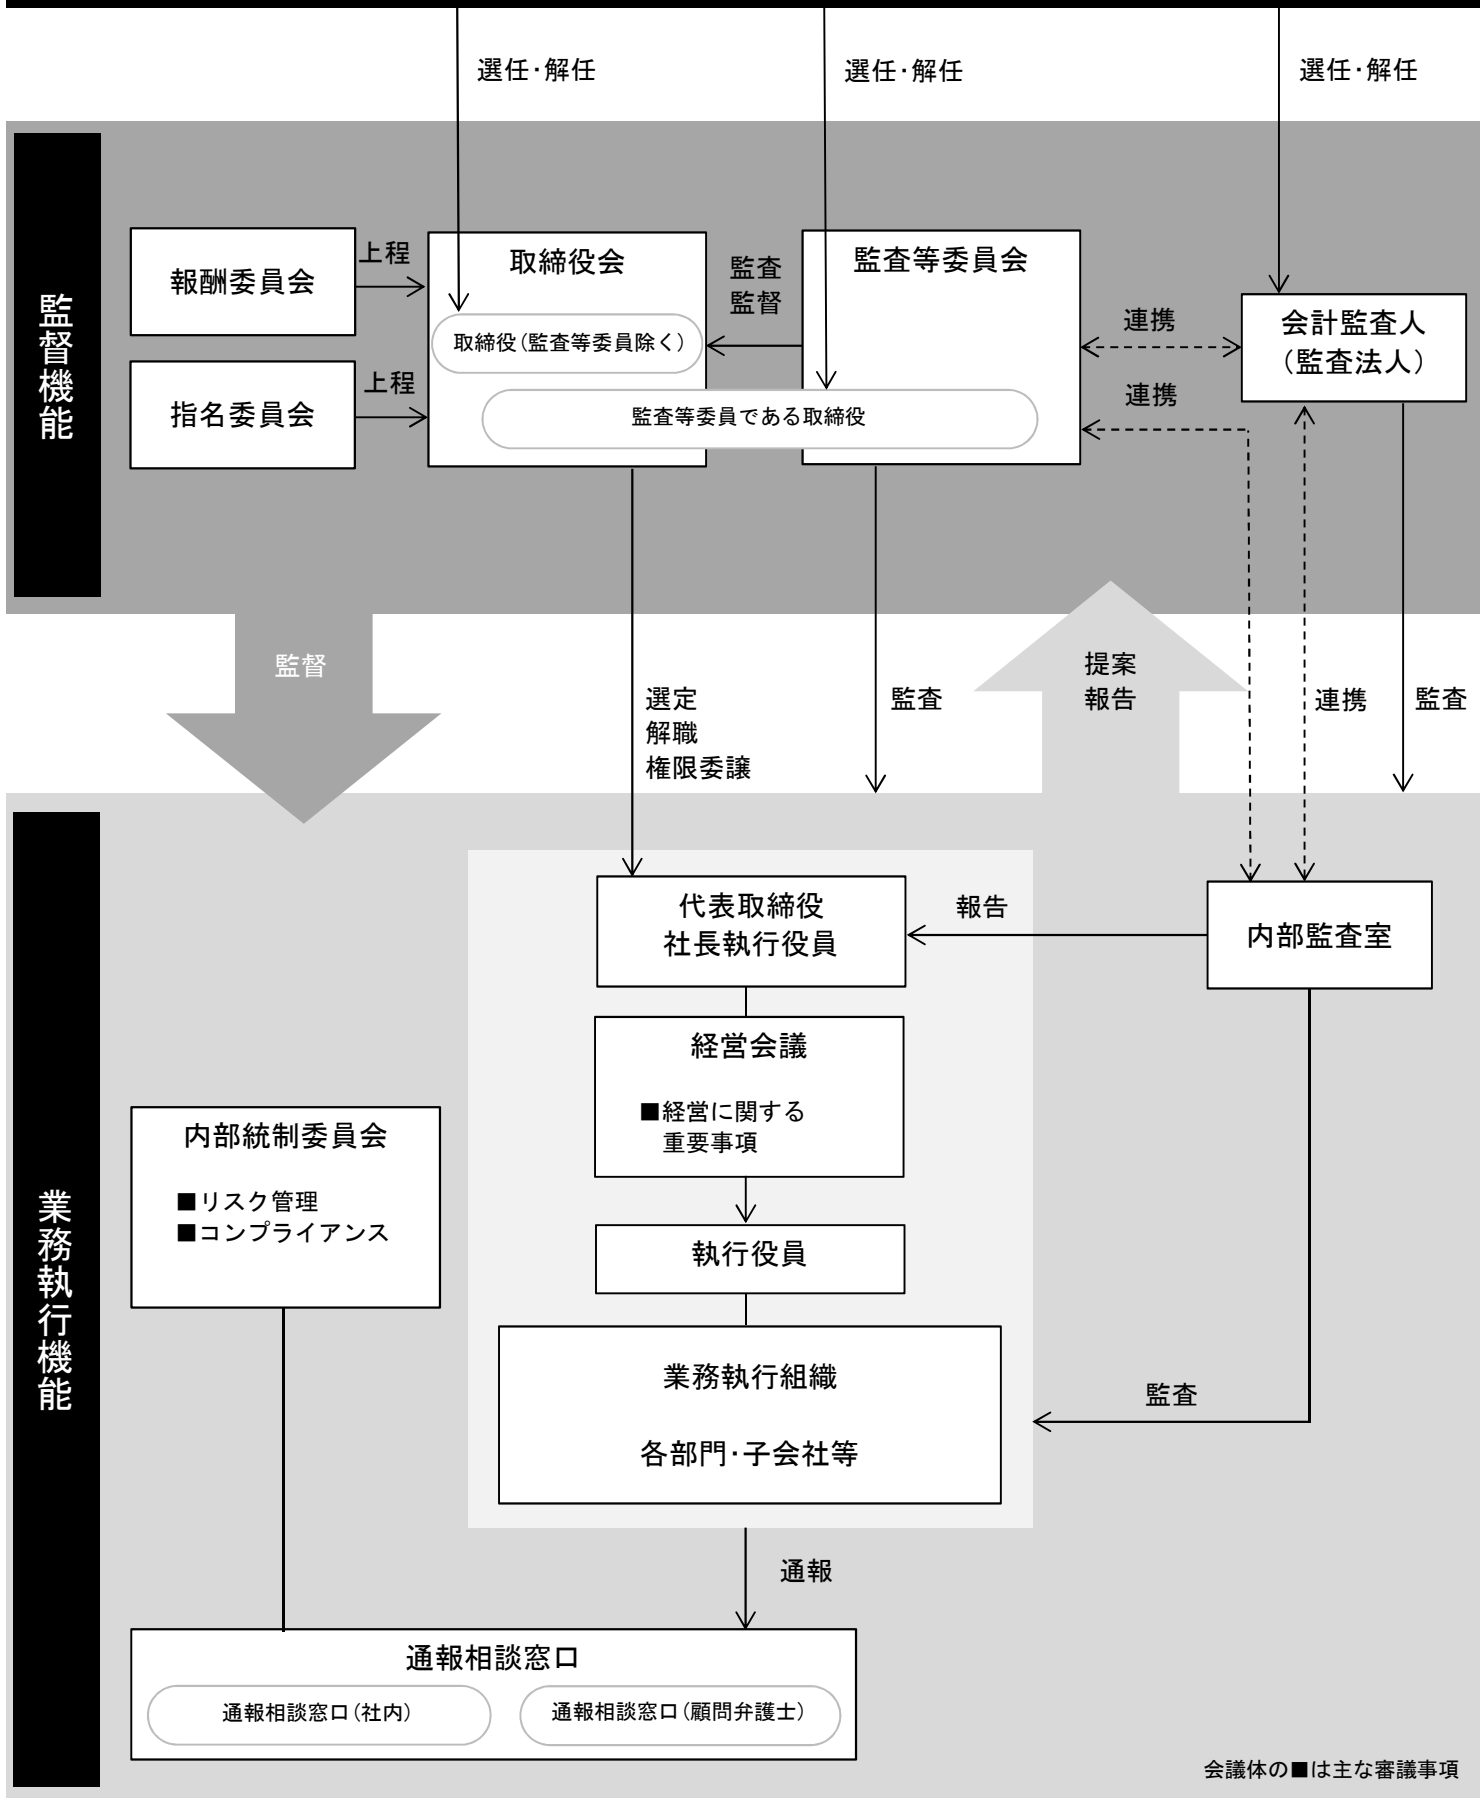 選任・解任
選任・解任
選任・解任
監督機能
報酬委員会
上程
指名委員会
上程
取締役会
取締役(監査等委員除く)
監査
監督
監査等委員会
監査等委員である取締役
連携
連携
会計監査人
(監査法人)
監督
選定
解職
権限委譲
監査
提案
報告
連携
監査
業務執行機能
代表取締役
社長執行役員
報告
内部監査室
経営会議
■経営に関する
重要事項
内部統制委員会
■リスク管理
■コンプライアンス
執行役員
業務執行組織
各部門・子会社等
監査
通報
通報相談窓口
通報相談窓口(社内)
通報相談窓口(顧問弁護士)
会議体の■は主な審議事項